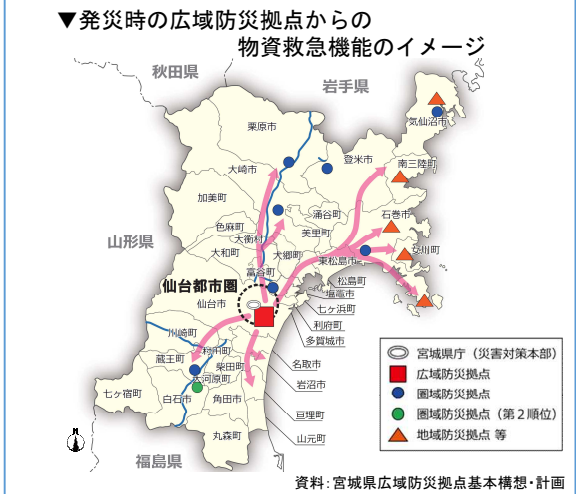 ▼発災時の広域防災拠点からの
物資救急機能のイメージ
秋田県
岩手県
気仙沼市
栗原市
登米市
南三陸町
大崎市
加美町
涌谷町
石巻市
色麻町
美里町
大衡村
女川町
山形県
大和町
大郷町
東松島市
富谷町
松島町
仙台都市圏
塩竈市
仙台市
七ヶ浜町
利府町
川崎町
多賀城市
村田町
蔵王町
柴田町
名取市
大河原町
七ヶ宿町
白石市
角田市
岩沼市
亘理町
丸森町
山元町
福島県
宮城県庁（災害対策本部）
広域防災拠点
圏域防災拠点
圏域防災拠点（第２順位）
地域防災拠点 等
資料：宮城県広域防災拠点基本構想・計画